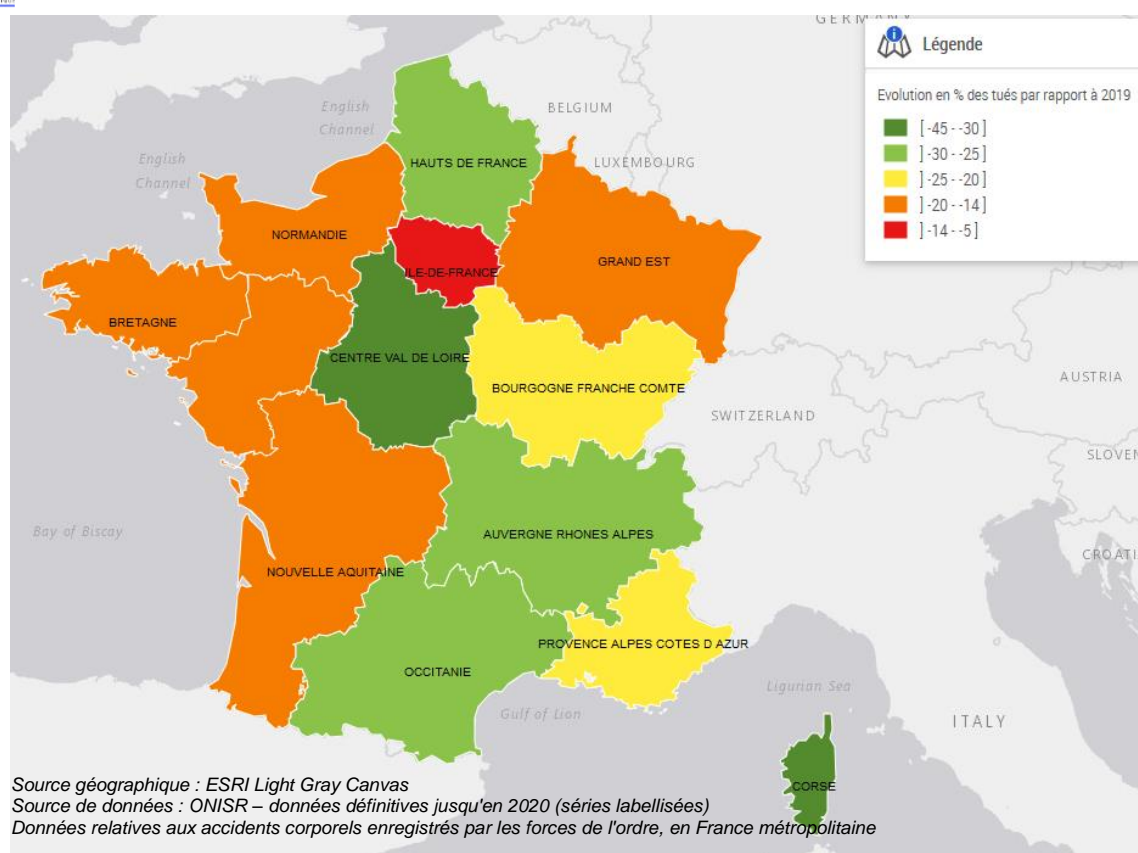 GERMANY
Légende
Evolution en % des tués par rapport à 2019
[ -45 - -30 ]
] -30 - -25 ]
] -25 - -20 ]
] -20 - -14 ]
] -14 - -5 ]
English
Channel
BELGIUM
English
Channel
HAUTS DE FRANCE
LUXEMBOURG
NORMANDIE
ILE-DE-FRANCE
GRAND EST
BRETAGNE
CENTRE VAL DE LOIRE
BOURGOGNE FRANCHE COMTE
AUSTRIA
SWITZERLAND
SLOVEN
Bay of Biscay
AUVERGNE RHONES ALPES
CROATI
NOUVELLE AQUITAINE
PROVENCE ALPES COTES D AZUR
OCCITANIE
Ligurian Sea
Gulf of Lion
ITALY
CORSE
Source géographique : ESRI Light Gray Canvas
Source de données : ONISR – données définitives jusqu'en 2020 (séries labellisées)
Données relatives aux accidents corporels enregistrés par les forces de l'ordre, en France métropolitaine